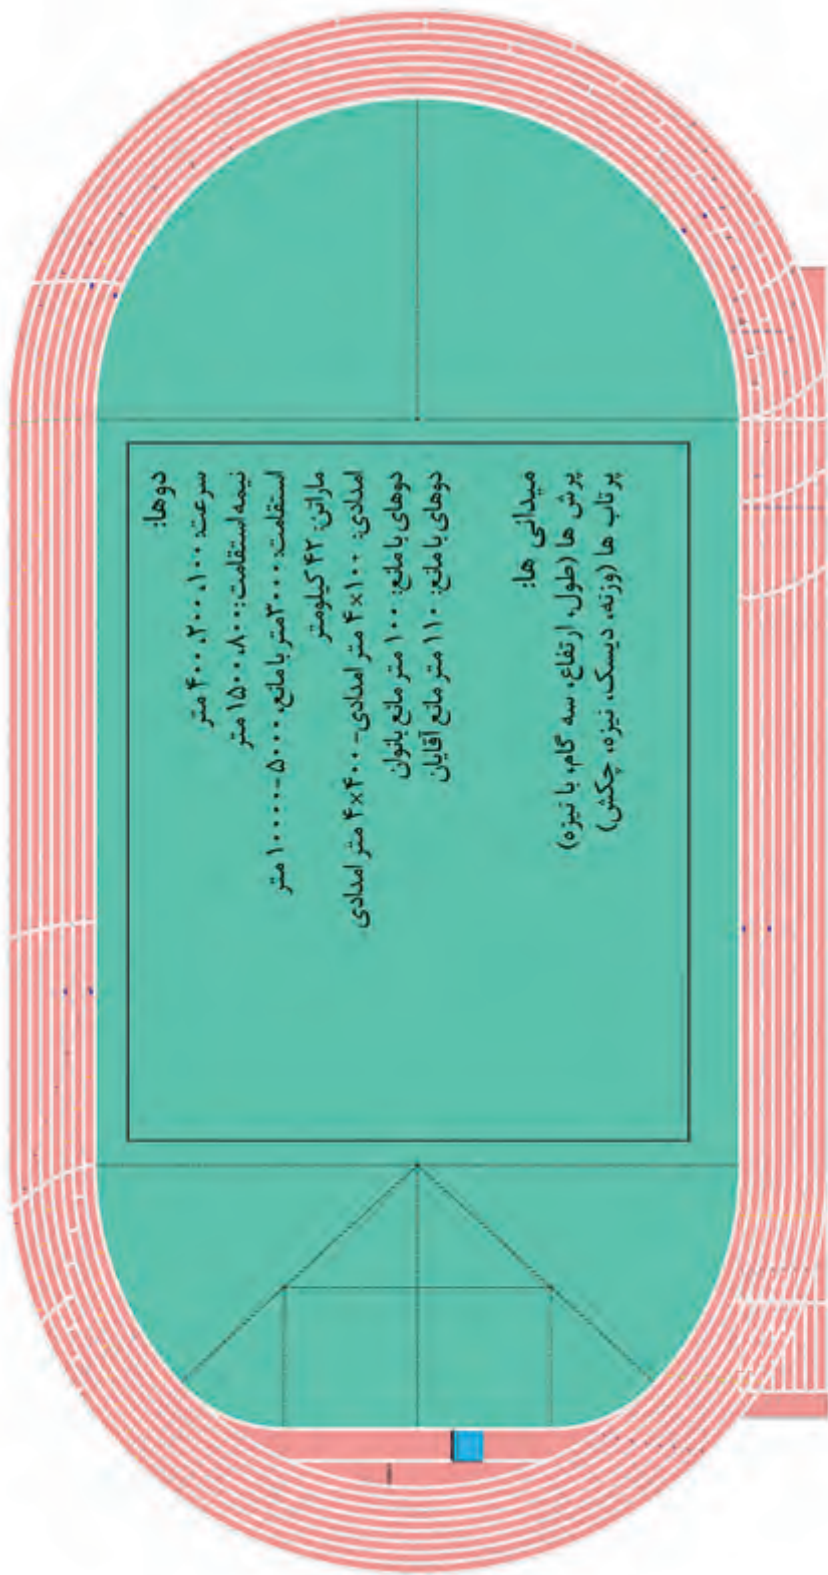 دوها:
سرعت: ۱۰۰، ۲۰۰، ۴۰۰ متر
نیمه استقامت: ۸۰۰، ۱۵۰۰ متر
استقامت: ۳۰۰۰ متر با مانع، ۵۰۰۰-۱۰۰۰۰ متر
ماراتن: ۴۲ کیلومتر
امدادی: ۴×۱۰۰ متر امدادی-۴×۴۰۰ متر امدادی
دوهای با مانع: ۱۰۰ متر مانع بانوان
دوهای با مانع: ۱۱۰ متر مانع آقایان
میدانی ها:
پرش ها (طول، ارتفاع، سه گام، با نیزه)
پرتاب ها (وزنه، دیسک، نیزه، چکش)